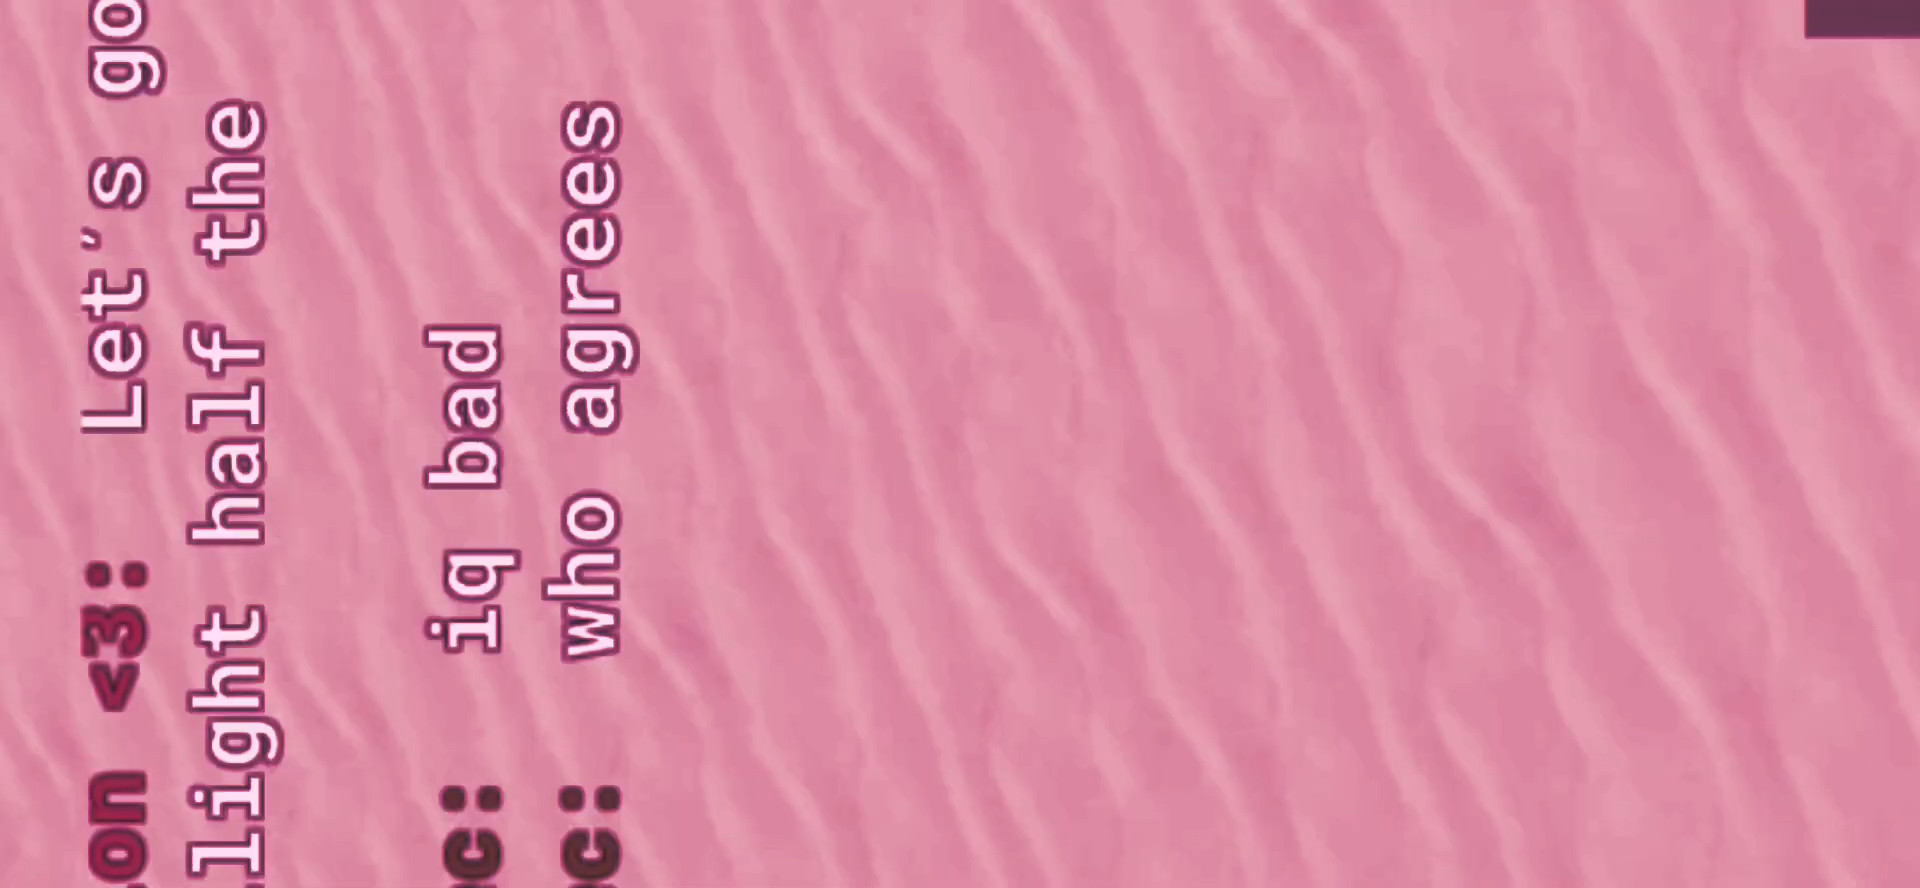 on <3: Let's go
light half the
c: iq bad
c: who agrees